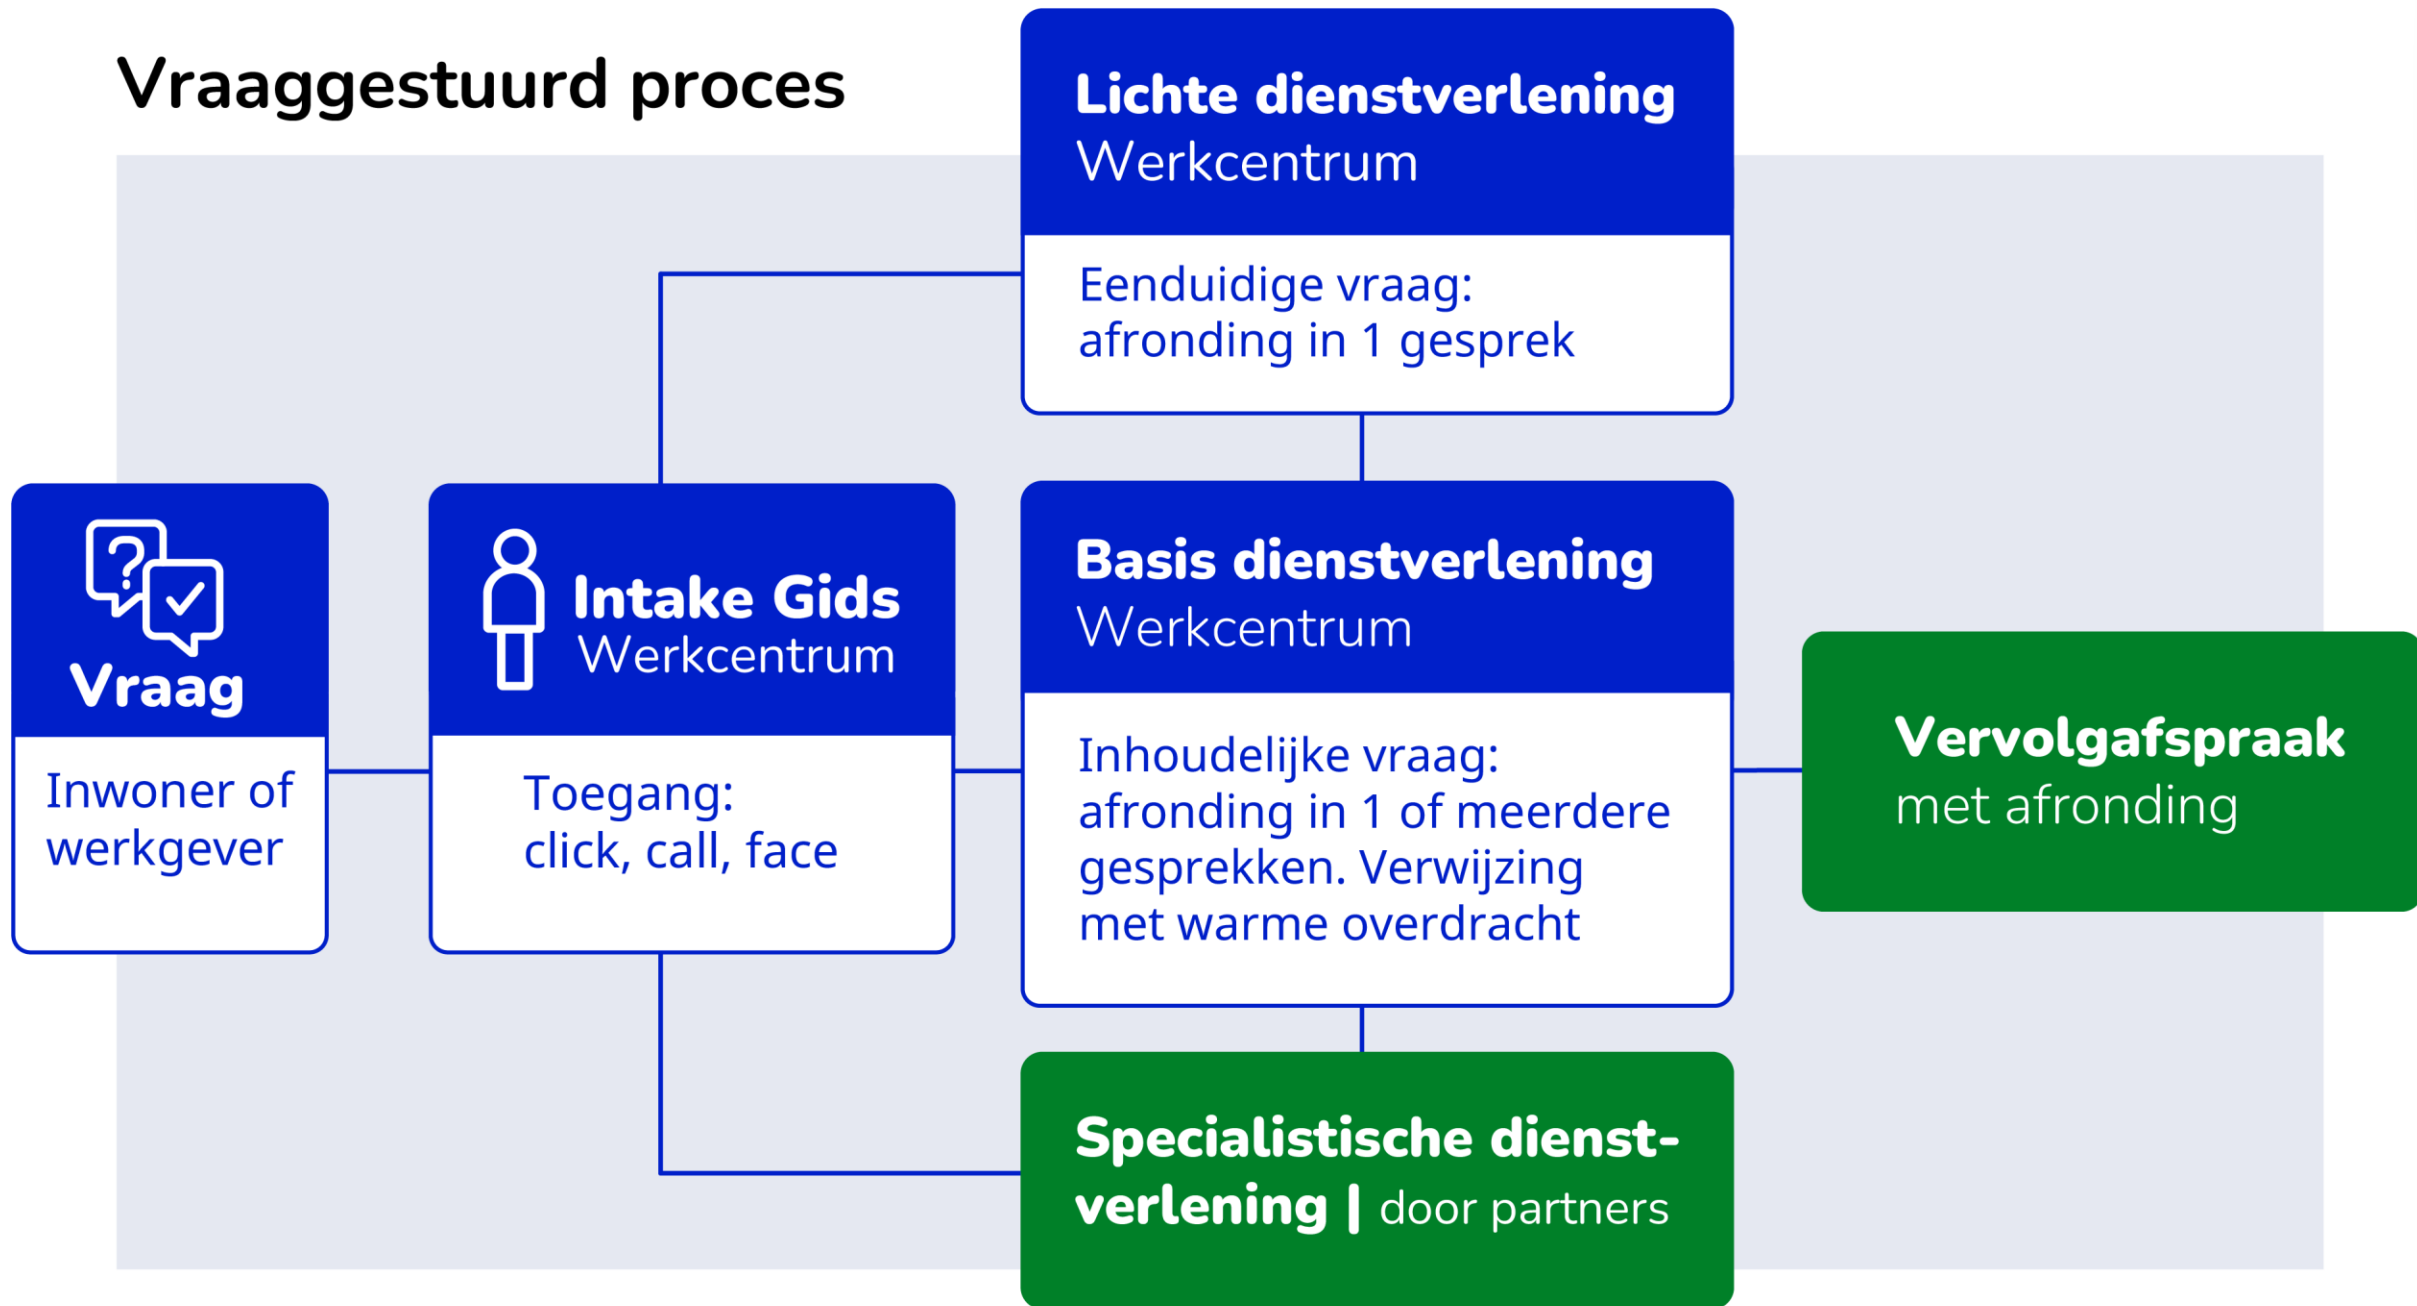 Vraaggestuurd proces
Lichte dienstverlening
Werkcentrum
Eenduidige vraag:
afronding in 1 gesprek
Vraag
Inwoner of
werkgever
Intake Gids
Werkcentrum
Toegang:
click, call, face
Basis dienstverlening
Werkcentrum
Inhoudelijke vraag:
afronding in 1 of meerdere
gesprekken. Verwijzing
met warme overdracht
Vervolgafspraak
met afronding
Specialistische dienst-
verlening | door partners